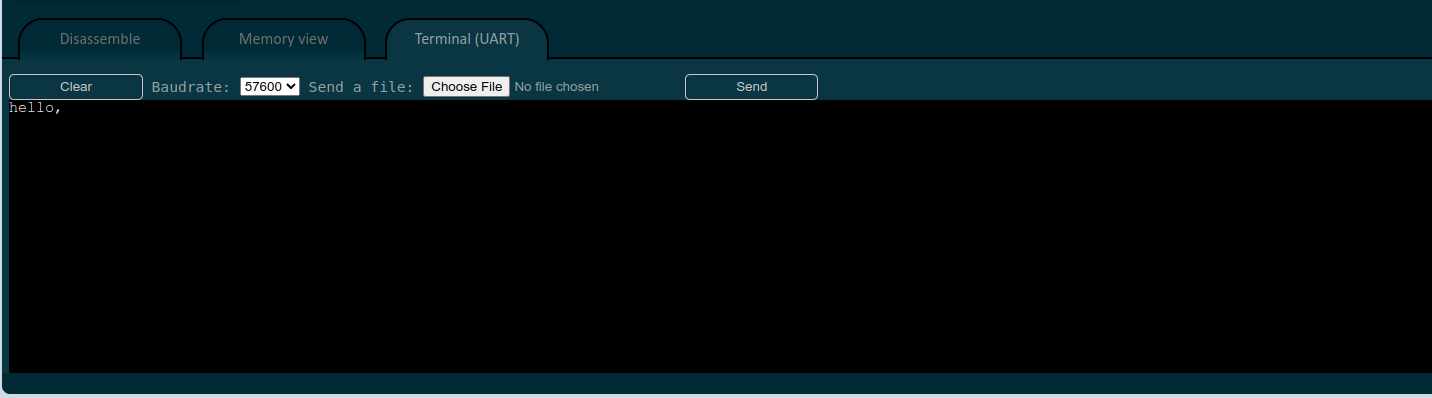 Disassemble Memory view Terminal (UART)
Clear Baudrate: 57600 Send a file: Choose File No file chosen Send
hello,